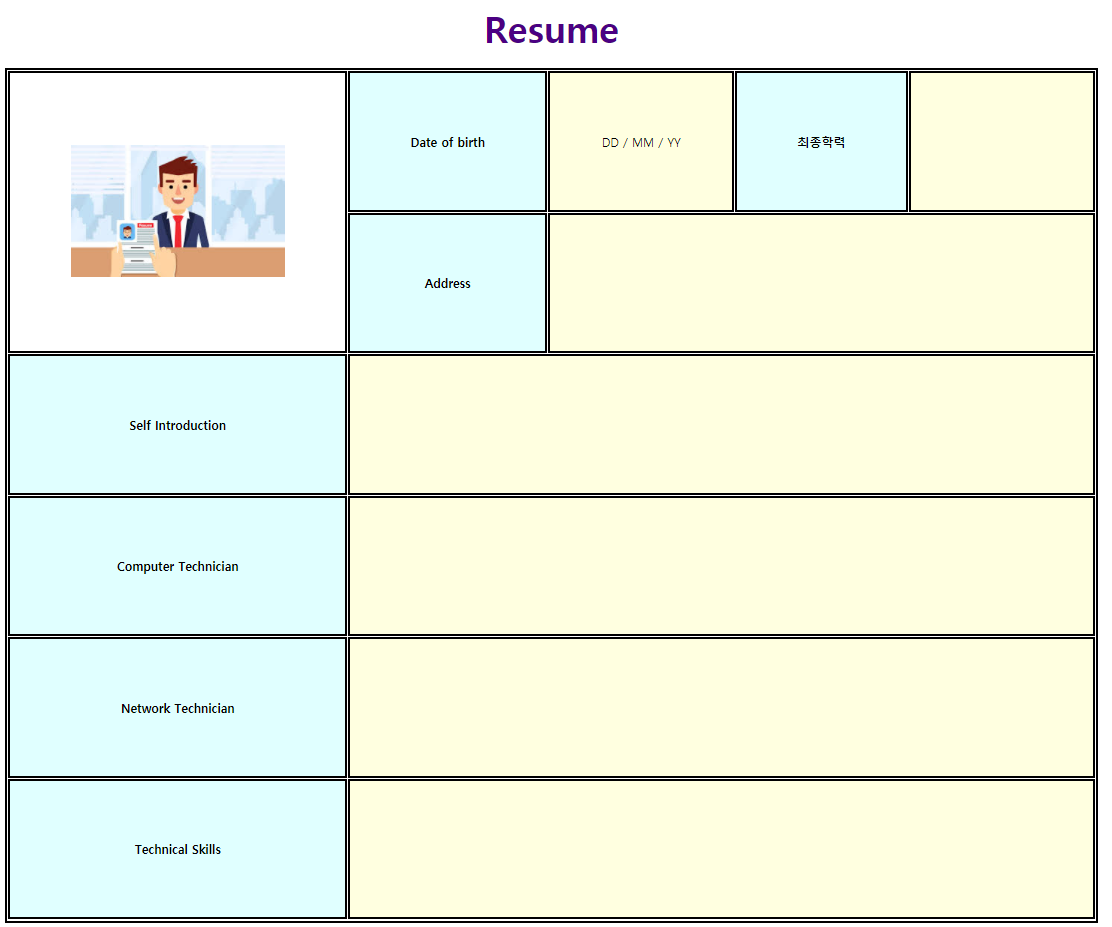 Resume
Date of birth
DD / MM / YY
최종학력
Address
Self Introduction
Computer Technician
Network Technician
Technical Skills